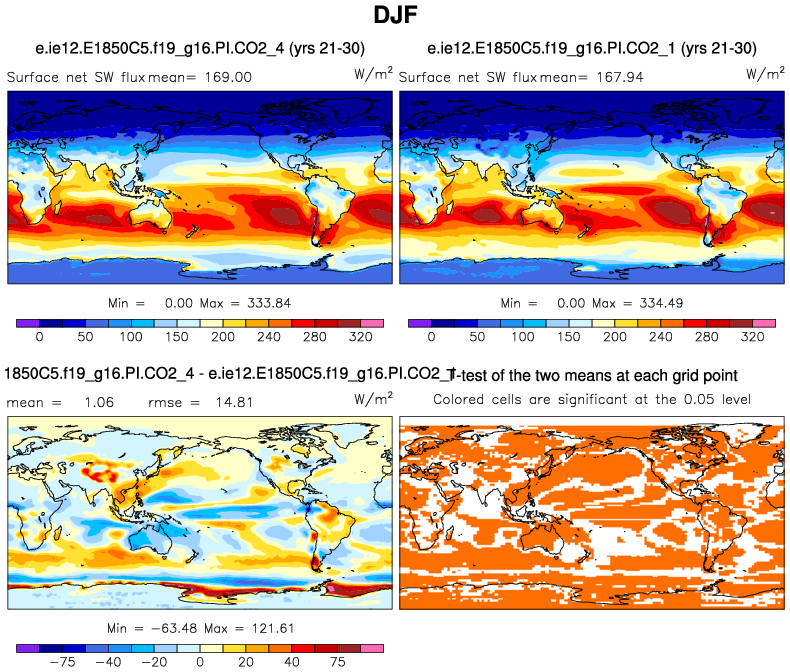 DJF
e.ie12.E1850C5.f19_g16.PI.CO2_4 (yrs 21-30)
e.ie12.E1850C5.f19_g16.PI.CO2_1 (yrs 21-30)
Surface net SW flux mean= 169.00 W/m²
Surface net SW flux mean= 167.94 W/m²
Min = 0.00 Max = 333.84
Min = 0.00 Max = 334.49
0 50 100 150 200 240 280 320
0 50 100 150 200 240 280 320
1850C5.f19_g16.PI.CO2_4 - e.ie12.E1850C5.f19_g16.PI.CO2_
T-test of the two means at each grid point
mean = 1.06 rmse = 14.81 W/m²
Colored cells are significant at the 0.05 level
Min = −63.48 Max = 121.61
−75 −40 −20 0 20 40 75